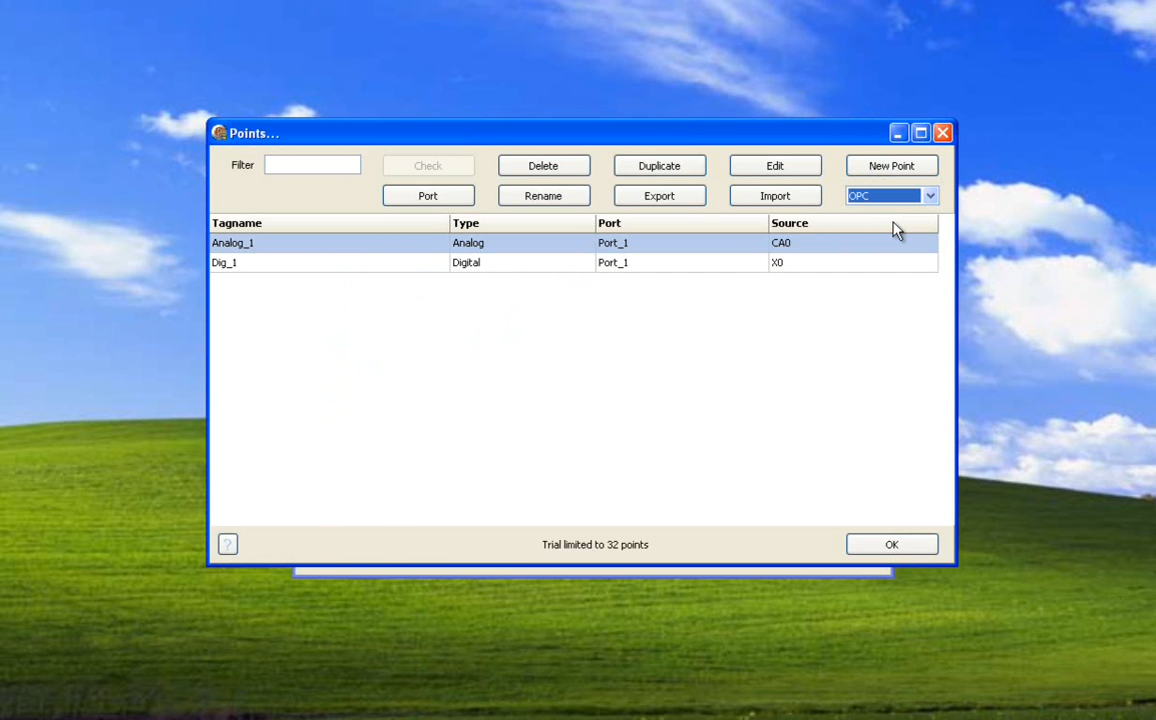 Points...
Filter Check Delete Duplicate Edit New Point
Port Rename Export Import OPC
Tagname Type Port Source
Analog_1 Analog Port_1 CA0
Dig_1 Digital Port_1 X0
? Trial limited to 32 points OK